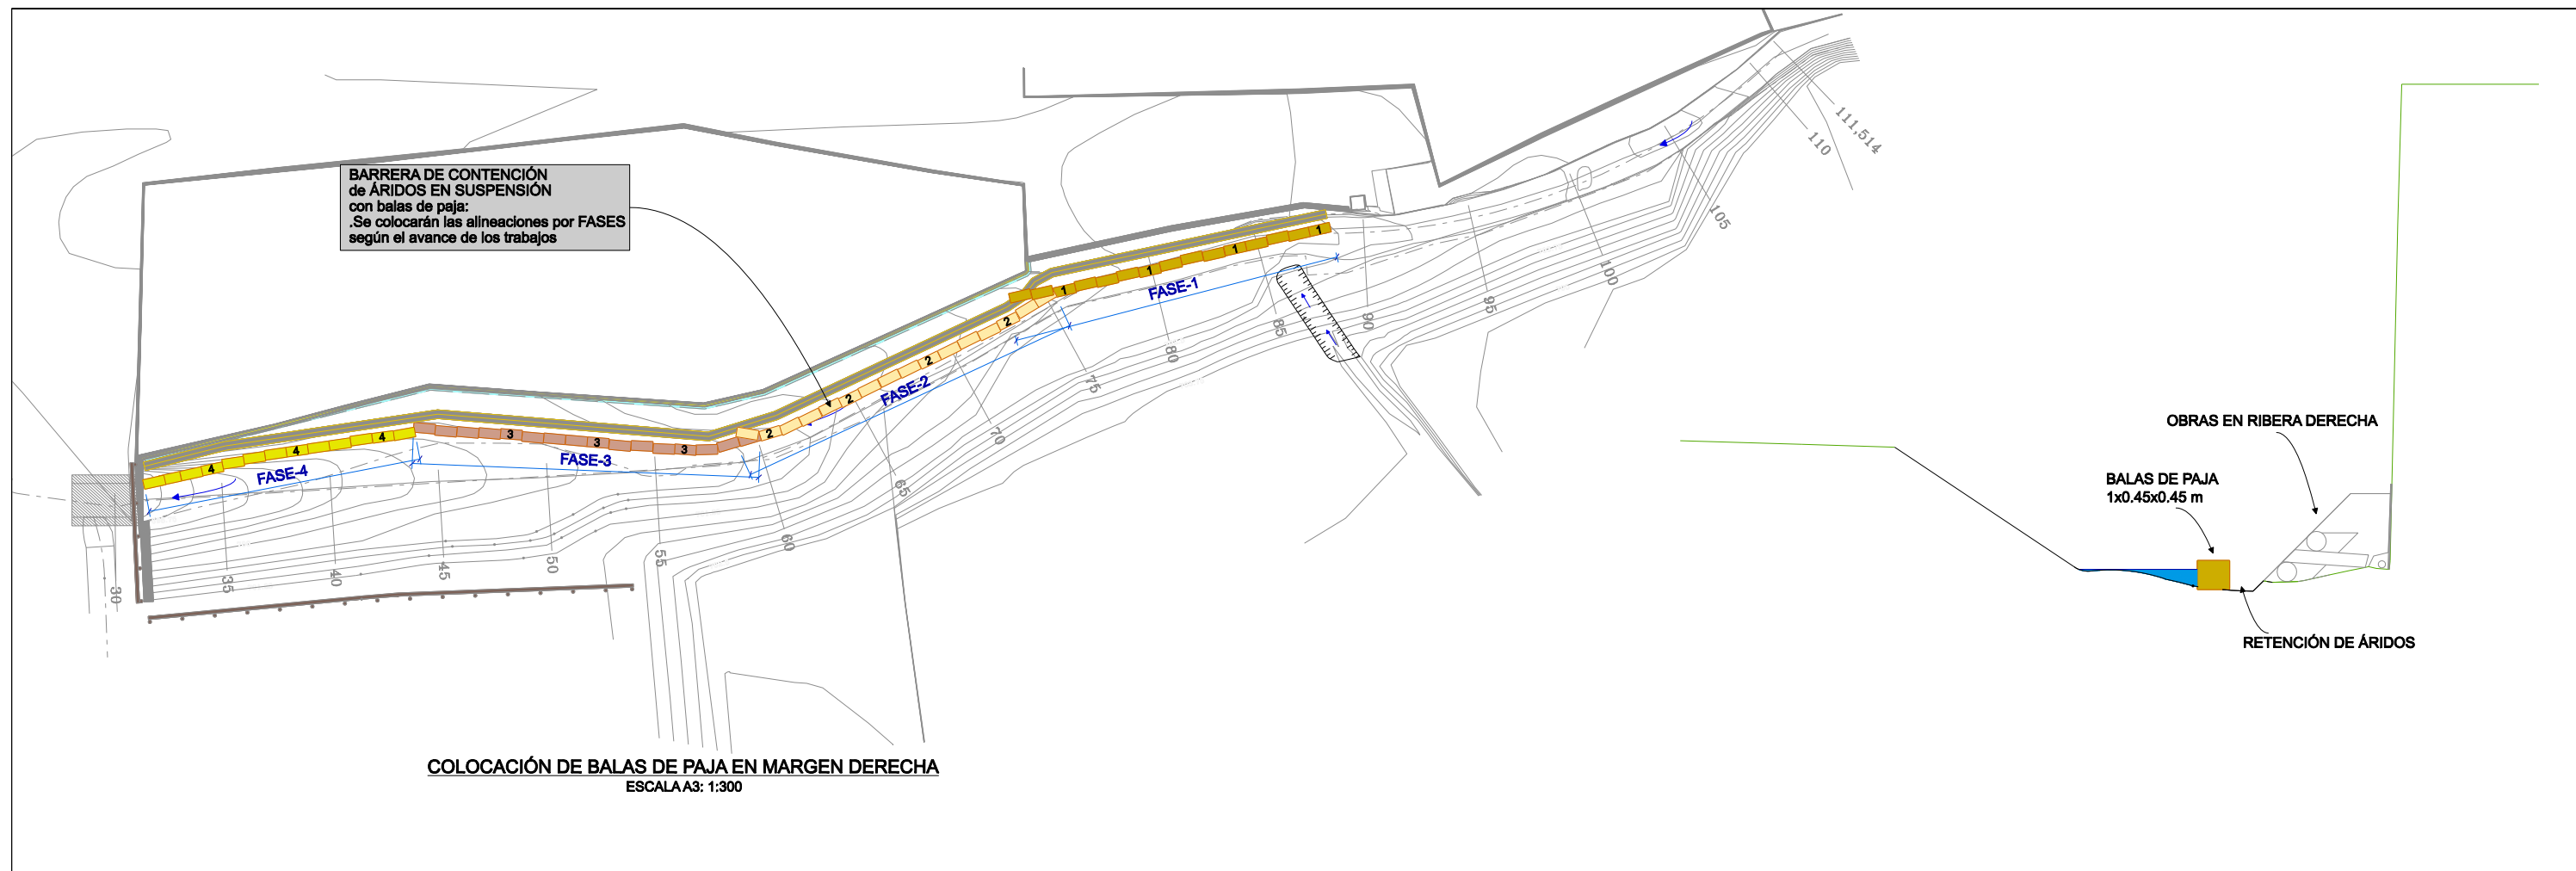 BARRERA DE CONTENCIÓN
de ÁRIDOS EN SUSPENSIÓN
con balas de paja:
.Se colocarán las alineaciones por FASES
según el avance de los trabajos
111,514
110
105
100
95
90
85
80
75
70
65
60
55
50
45
40
35
30
1
1
1
1
FASE-1
2
2
2
2
FASE-2
3
3
3
FASE-3
4
4
4
FASE-4
OBRAS EN RIBERA DERECHA
BALAS DE PAJA
1x0.45x0.45 m
RETENCIÓN DE ÁRIDOS
COLOCACIÓN DE BALAS DE PAJA EN MARGEN DERECHA
ESCALA A3: 1:300